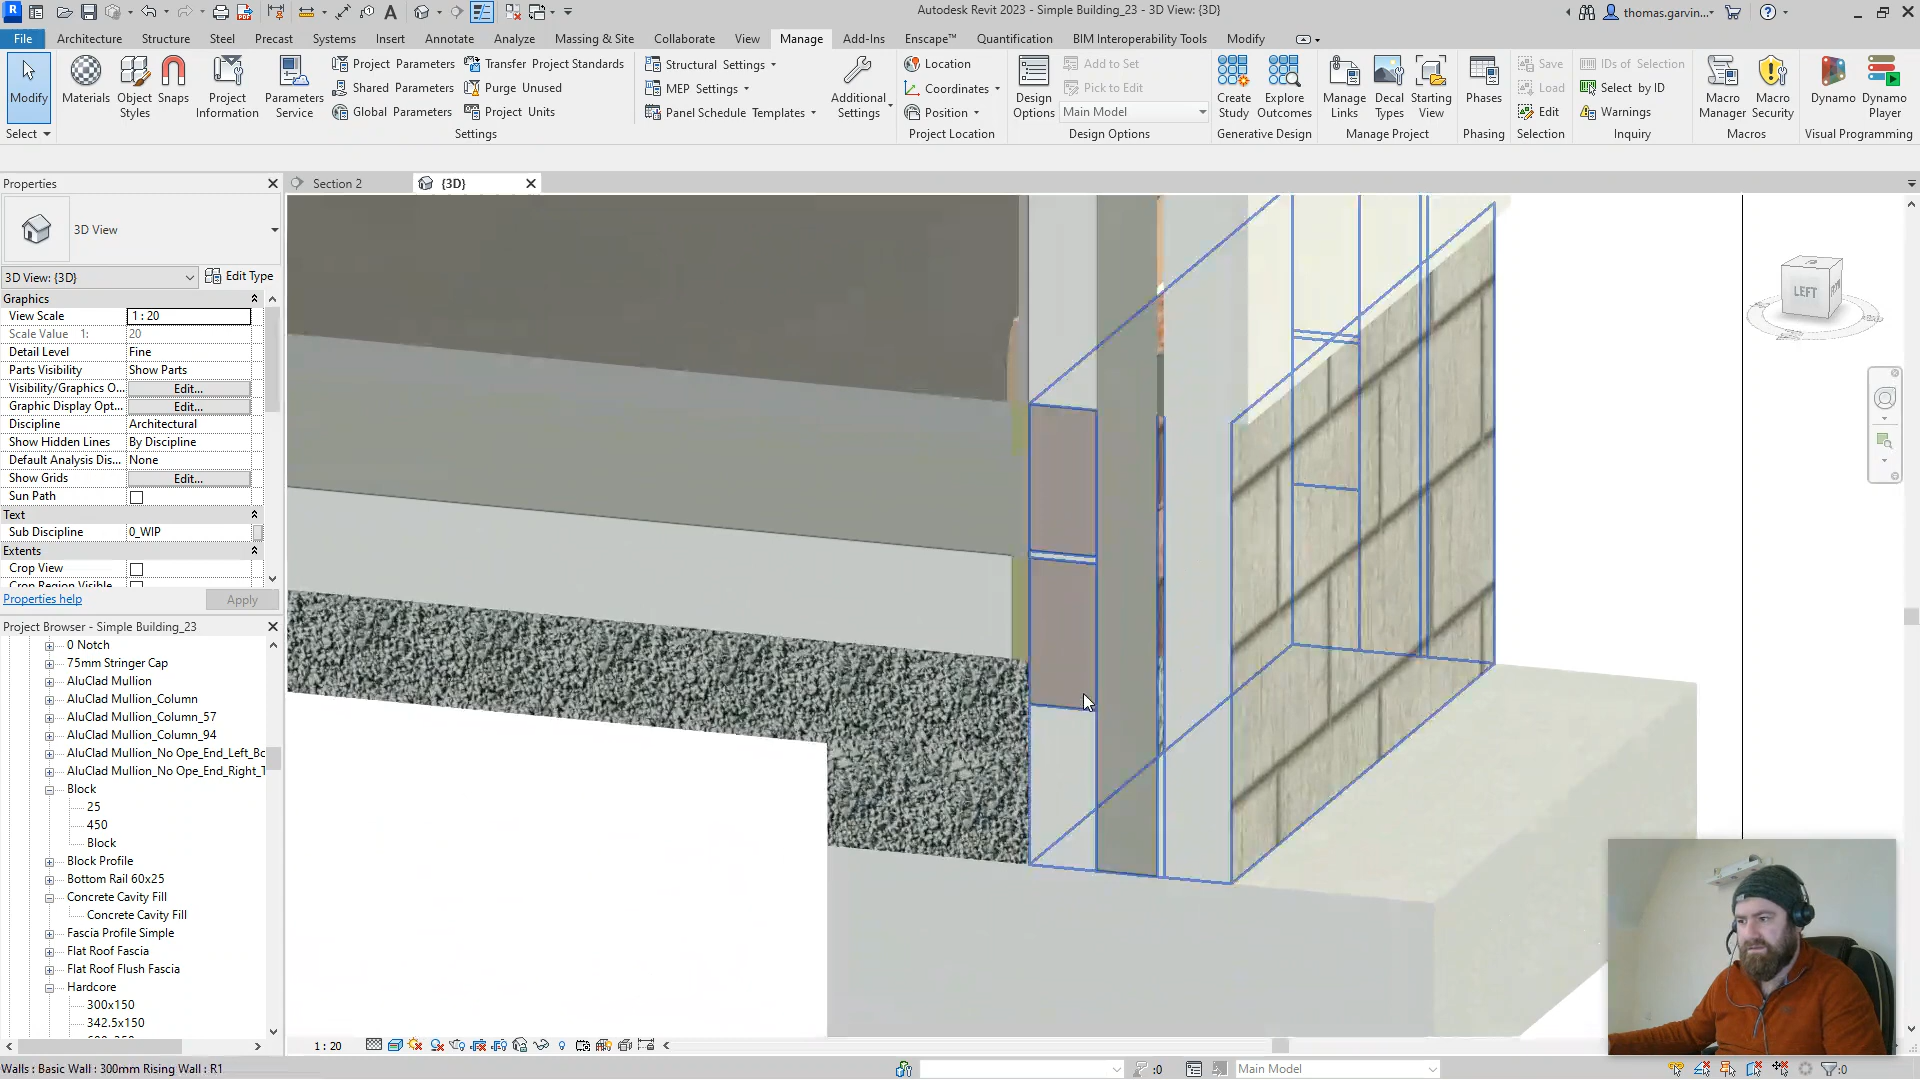 Autodesk Revit 2023 - Simple Building_23 - 3D View: {3D}
thomas.garvin...
File Architecture Structure Steel Precast Systems Insert Annotate Analyze Massing & Site Collaborate View Manage Add-Ins Enscape™ Quantification BIM Interoperability Tools Modify
Modify
Materials
Object Styles
Snaps
Project Information
Parameters Service
Project Parameters
Shared Parameters
Global Parameters
Transfer Project Standards
Purge Unused
Project Units
Structural Settings
MEP Settings
Panel Schedule Templates
Additional Settings
Location
Coordinates
Position
Design Options
Add to Set
Pick to Edit
Main Model
Create Study
Explore Outcomes
Manage Links
Decal Types
Starting View
Phases
Save
Load
Edit
IDs of Selection
Select by ID
Warnings
Macro Manager
Macro Security
Dynamo
Dynamo Player
Select Settings Project Location Design Options Generative Design Manage Project Phasing Selection Inquiry Macros Visual Programming
Properties
Section 2
{3D}
3D View
3D View: {3D}
Edit Type
Graphics
View Scale 1 : 20
Scale Value 1: 20
Detail Level Fine
Parts Visibility Show Parts
Visibility/Graphics O... Edit...
Graphic Display Opt... Edit...
Discipline Architectural
Show Hidden Lines By Discipline
Default Analysis Dis... None
Show Grids Edit...
Sun Path
Text
Sub Discipline 0_WIP
Extents
Crop View
Crop Region Visible
Properties help
Apply
Project Browser - Simple Building_23
0 Notch
75mm Stringer Cap
AluClad Mullion
AluClad Mullion_Column
AluClad Mullion_Column_57
AluClad Mullion_Column_94
AluClad Mullion_No Ope_End_Left_Bc
AluClad Mullion_No Ope_End_Right_T
Block
25
450
Block
Block Profile
Bottom Rail 60x25
Concrete Cavity Fill
Concrete Cavity Fill
Fascia Profile Simple
Flat Roof Fascia
Flat Roof Flush Fascia
Hardcore
300x150
342.5x150
LEFT
1 : 20
Walls : Basic Wall : 300mm Rising Wall : R1
:0
Main Model
:0